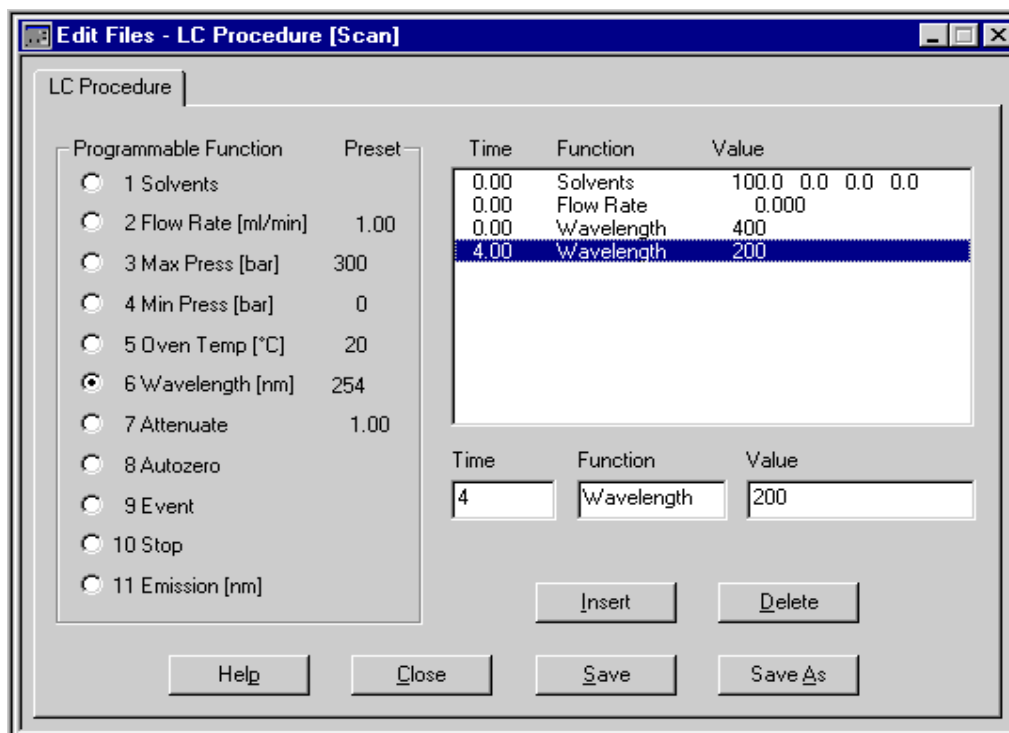 Edit Files - LC Procedure [Scan]
LC Procedure
Programmable Function Preset
1 Solvents
2 Flow Rate [ml/min] 1.00
3 Max Press [bar] 300
4 Min Press [bar] 0
5 Oven Temp [°C] 20
6 Wavelength [nm] 254
7 Attenuate 1.00
8 Autozero
9 Event
10 Stop
11 Emission [nm]
Time Function Value
0.00 Solvents 100.0 0.0 0.0 0.0
0.00 Flow Rate 0.000
0.00 Wavelength 400
4.00 Wavelength 200
Time Function Value
4 Wavelength 200
Insert Delete
Help Close Save Save As